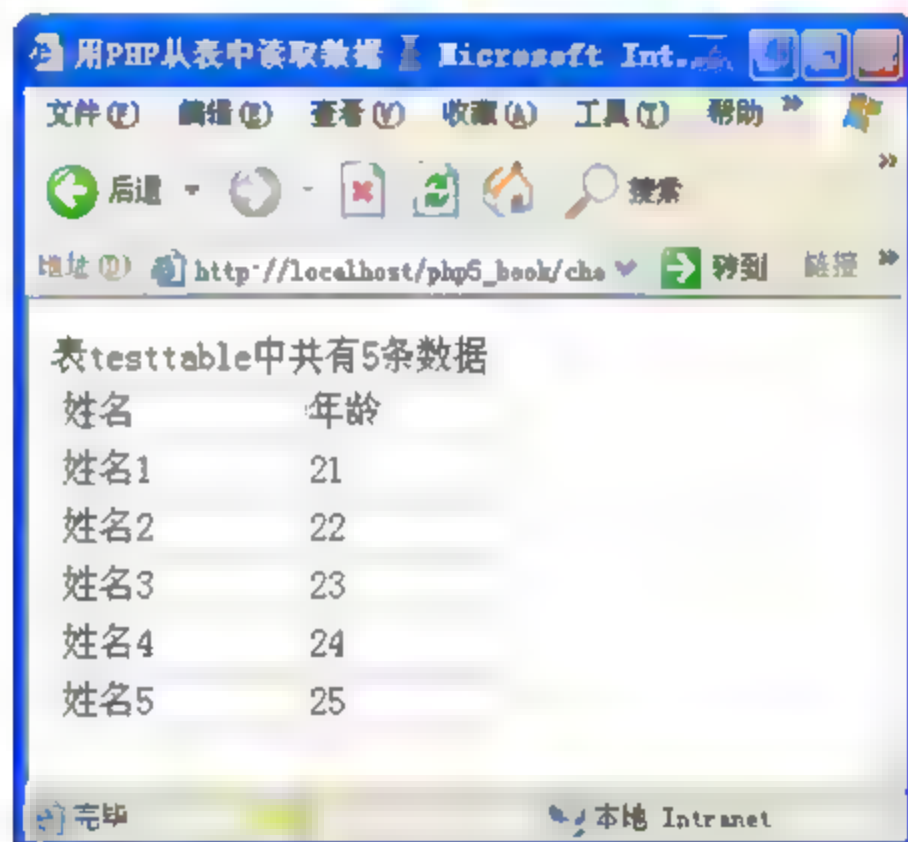 用PHP从表中读取数据 Microsoft Int...
文件(F) 编辑(E) 查看(V) 收藏(A) 工具(T) 帮助 »
后退 搜索 »
地址(D) http://localhost/php5_book/cha 转到 链接 »
表testtable中共有5条数据
姓名 年龄
姓名1 21
姓名2 22
姓名3 23
姓名4 24
姓名5 25
完毕 本地 Intranet